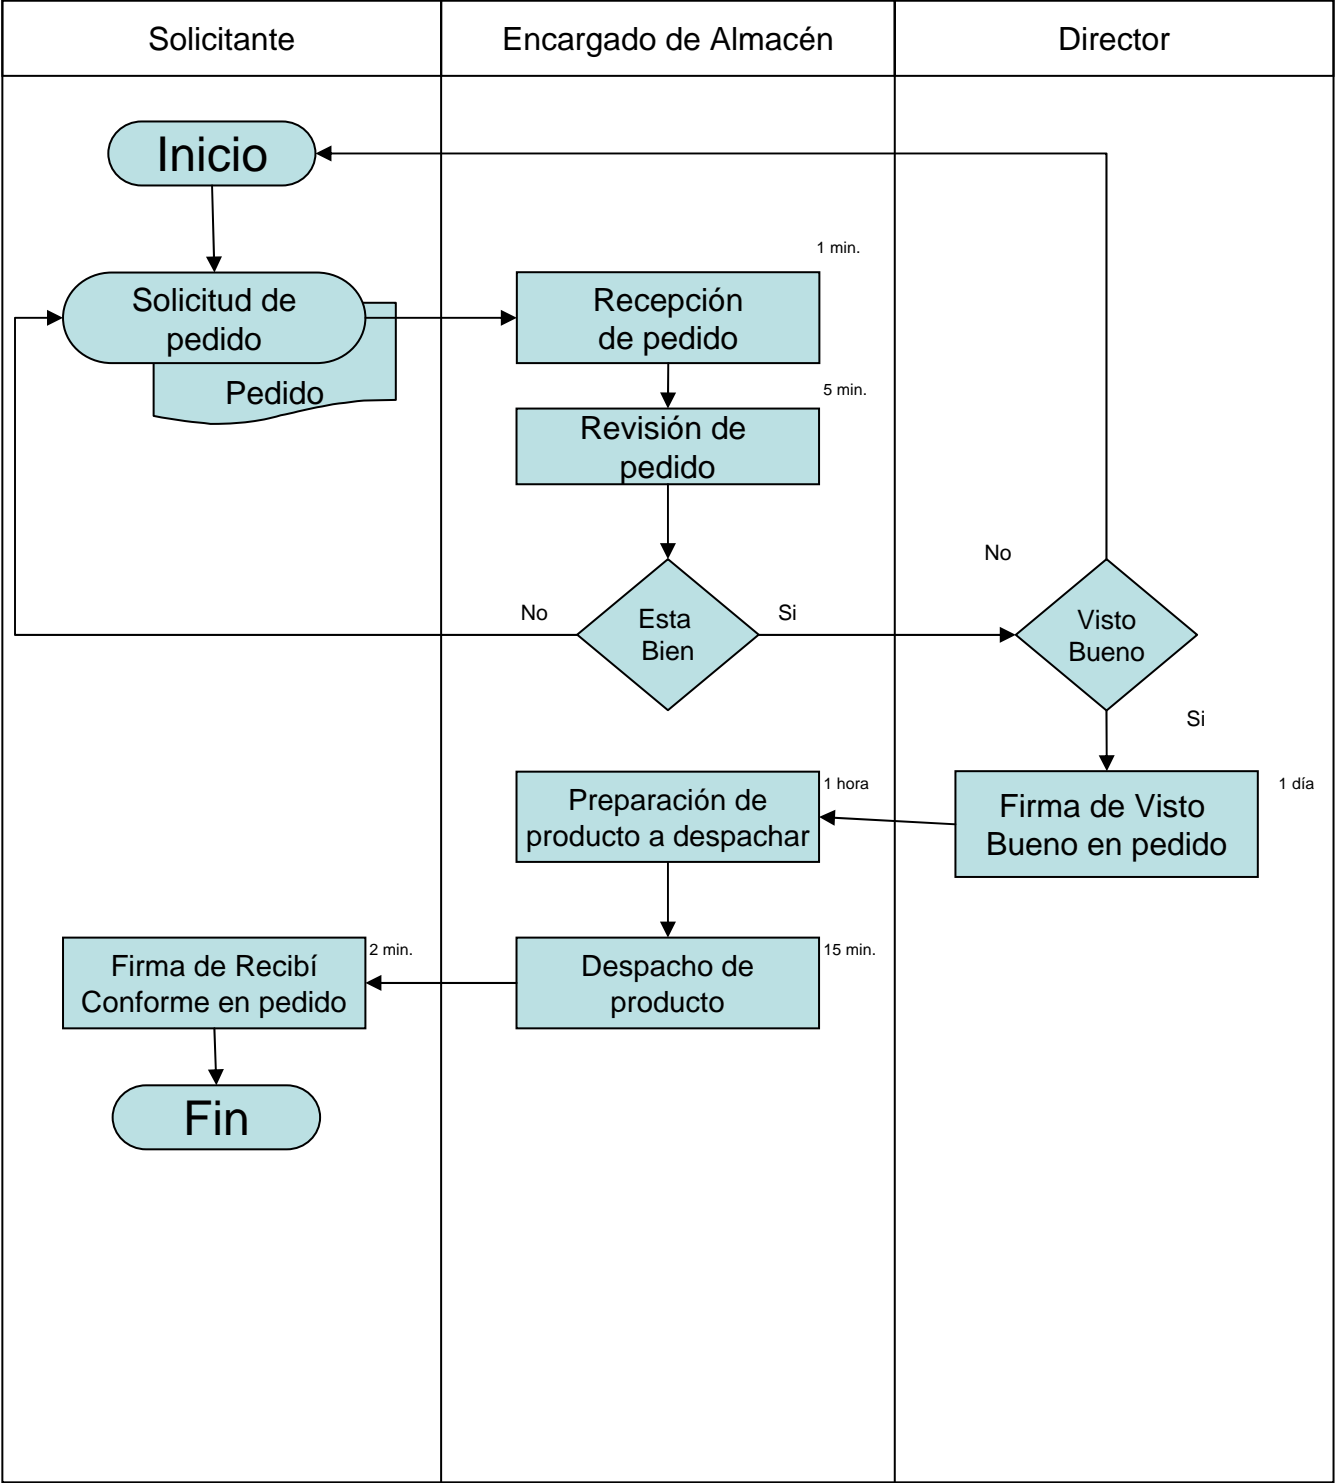 Solicitante
Encargado de Almacén
Director
Inicio
1 min.
Solicitud de
pedido
Recepción
de pedido
Pedido
5 min.
Revisión de
pedido
No
No
Si
Esta
Bien
Visto
Bueno
Si
1 hora
1 día
Preparación de
producto a despachar
Firma de Visto
Bueno en pedido
2 min.
15 min.
Firma de Recibí
Conforme en pedido
Despacho de
producto
Fin